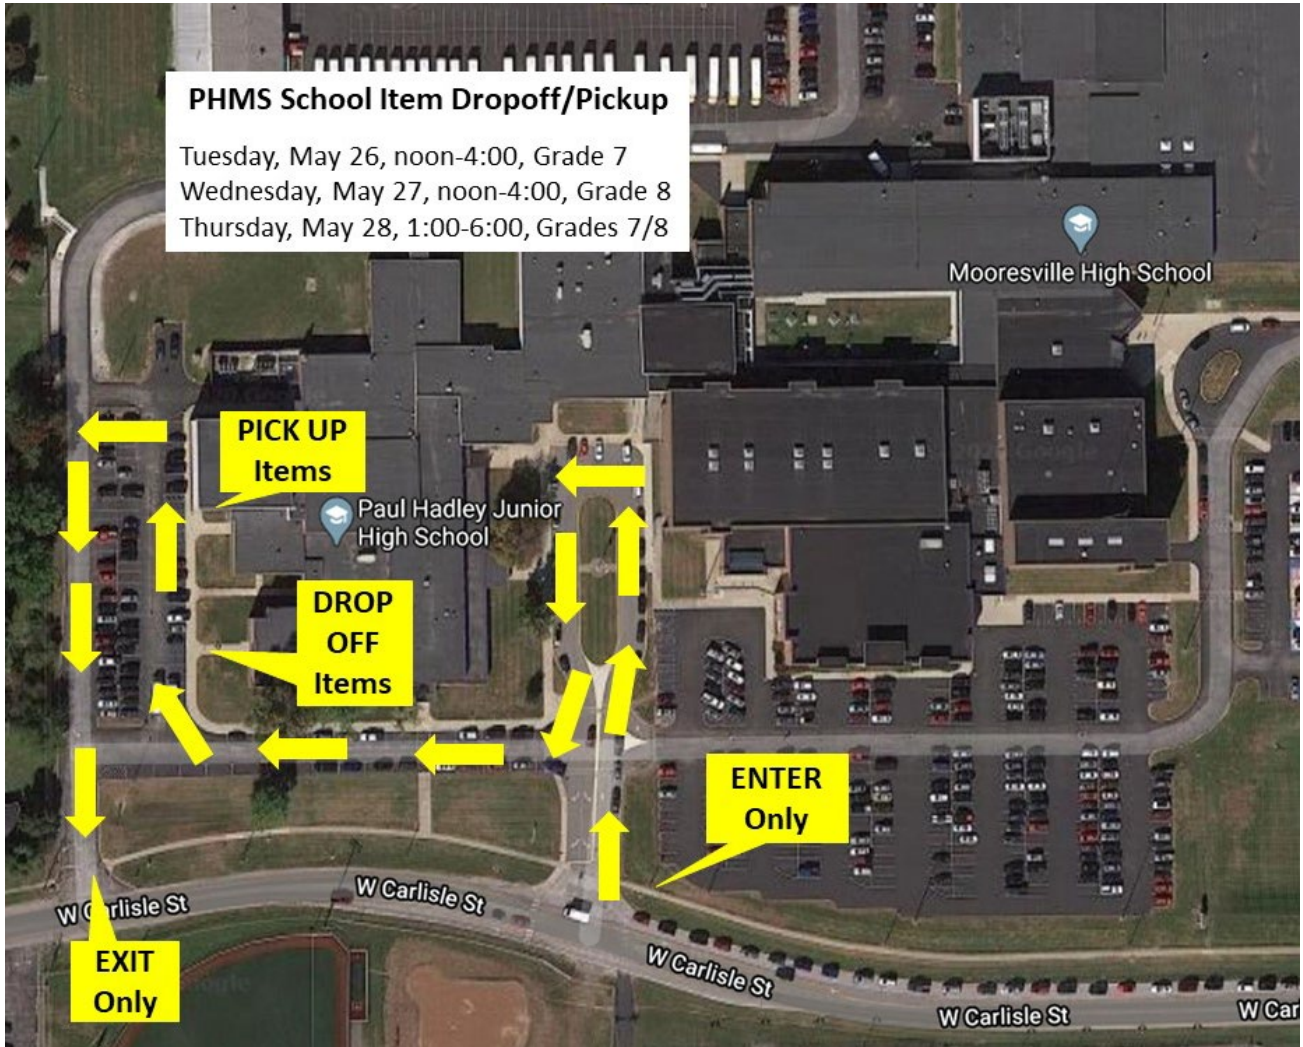 PHMS School Item Dropoff/Pickup
Tuesday, May 26, noon-4:00, Grade 7
Wednesday, May 27, noon-4:00, Grade 8
Thursday, May 28, 1:00-6:00, Grades 7/8
Mooresville High School
PICK UP
Items
Paul Hadley Junior
High School
DROP
OFF
Items
ENTER
Only
W Carlisle St
W Carlisle St
EXIT
Only
W Carlisle St
W Carlisle St
W Car
Google